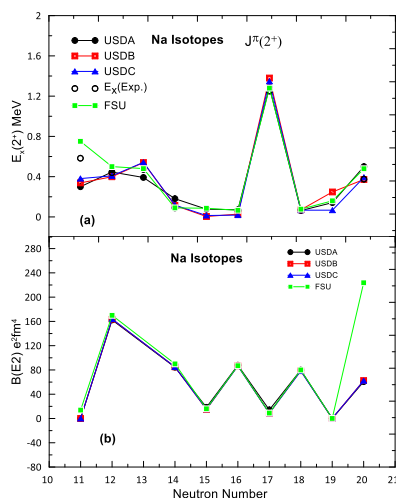 2
Na Isotopes J^π(2⁺)
USDA
USDB
USDC
E_x(Exp.)
FSU
1.6
1.2
0.8
0.4
0
E_x(2⁺) MeV
(a)
280
Na Isotopes
USDA
USDB
USDC
FSU
240
200
160
120
80
40
0
-40
-80
B(E2) e²fm⁴
(b)
10 11 12 13 14 15 16 17 18 19 20 21
Neutron Number